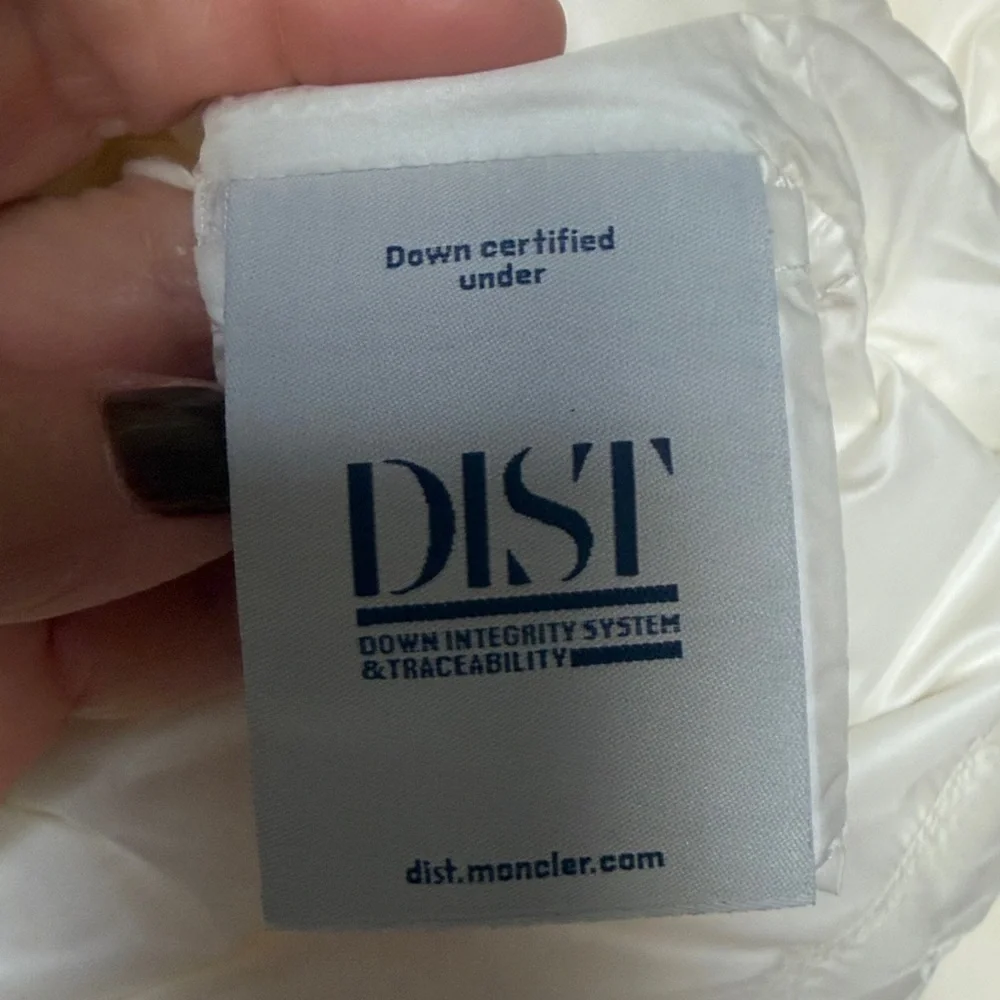 Down certified
under
DIST
DOWN INTEGRITY SYSTEM
&TRACEABILITY
dist.moncler.com